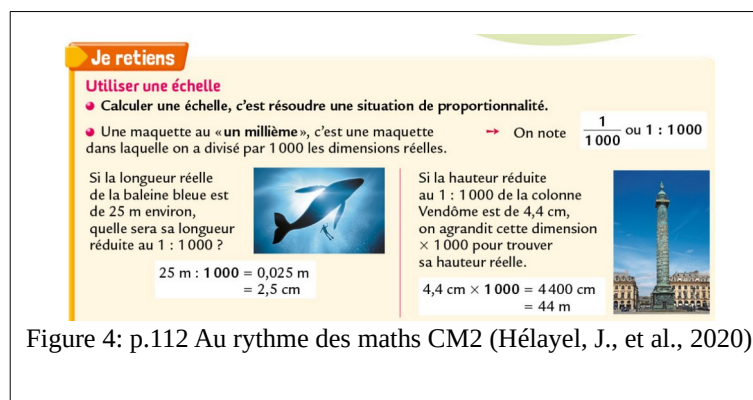 Je retiens
Utiliser une échelle
Calculer une échelle, c'est résoudre une situation de proportionnalité.
Une maquette au « un millième », c'est une maquette
dans laquelle on a divisé par 1 000 les dimensions réelles.
→ On note 1/1 000 ou 1 : 1 000
Si la longueur réelle
de la baleine bleue est
de 25 m environ,
quelle sera sa longueur
réduite au 1 : 1 000 ?
25 m : 1 000 = 0,025 m
= 2,5 cm
Si la hauteur réduite
au 1 : 1 000 de la colonne
Vendôme est de 4,4 cm,
on agrandit cette dimension
× 1 000 pour trouver
sa hauteur réelle.
4,4 cm × 1 000 = 4 400 cm
= 44 m
Figure 4: p.112 Au rythme des maths CM2 (Hélayel, J., et al., 2020)